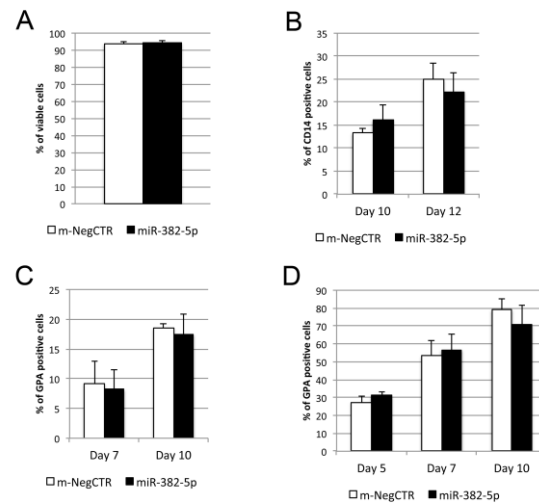 A
% of viable cells
100
90
80
70
60
50
40
30
20
10
0
m-NegCTR miR-382-5p
B
% of CD14 positive cells
35
30
25
20
15
10
5
0
Day 10 Day 12
m-NegCTR miR-382-5p
C
% of GPA positive cells
25
20
15
10
5
0
Day 7 Day 10
m-NegCTR miR-382-5p
D
% of GPA positive cells
90
80
70
60
50
40
30
20
10
0
Day 5 Day 7 Day 10
m-NegCTR miR-382-5p